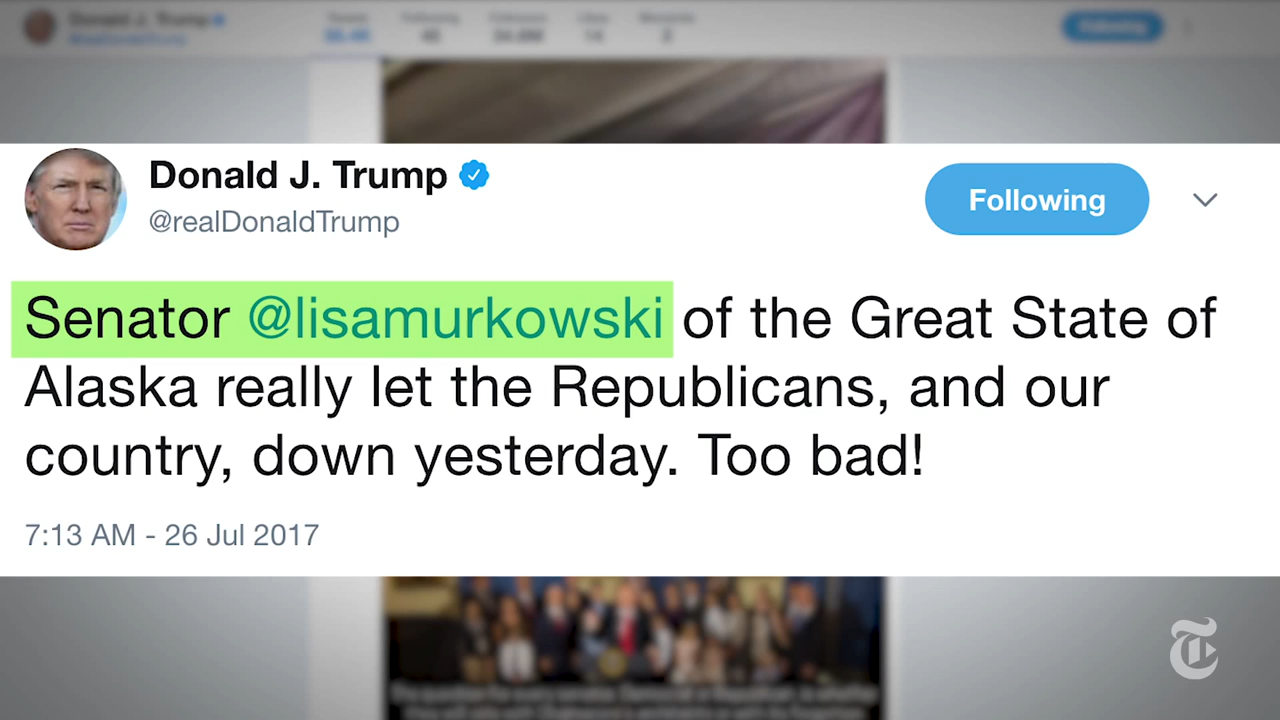 Donald J. Trump
@realDonaldTrump
Following
Senator @lisamurkowski of the Great State of
Alaska really let the Republicans, and our
country, down yesterday. Too bad!
7:13 AM - 26 Jul 2017